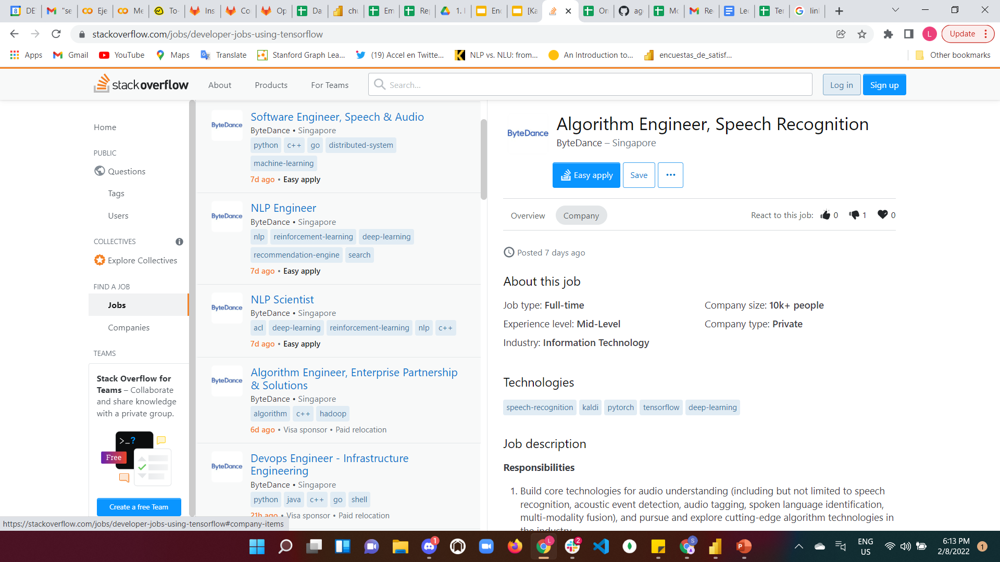 DE
"se
Eje
Me
To-
Ins
Co
Op
Da
chu
Em
Rep
1. I
Enc
[Ka
On
ag
Mo
Re
Lec
Ter
lin
stackoverflow.com/jobs/developer-jobs-using-tensorflow
L
Update
Apps
Gmail
YouTube
Maps
Translate
Stanford Graph Lea...
(19) Accel en Twitte...
NLP vs. NLU: from...
An Introduction to...
encuestas_de_satisf...
Other bookmarks
stackoverflow
About
Products
For Teams
Search...
Log in
Sign up
Home
PUBLIC
Questions
Tags
Users
COLLECTIVES
Explore Collectives
FIND A JOB
Jobs
Companies
TEAMS
Stack Overflow for
Teams – Collaborate
and share knowledge
with a private group.
>_?
Free
Create a free Team
https://stackoverflow.com/jobs/developer-jobs-using-tensorflow#company-items
ByteDance
Software Engineer, Speech & Audio
ByteDance • Singapore
python c++ go distributed-system
machine-learning
7d ago • Easy apply
ByteDance
NLP Engineer
ByteDance • Singapore
nlp reinforcement-learning deep-learning
recommendation-engine search
7d ago • Easy apply
ByteDance
NLP Scientist
ByteDance • Singapore
acl deep-learning reinforcement-learning nlp c++
7d ago • Easy apply
ByteDance
Algorithm Engineer, Enterprise Partnership
& Solutions
ByteDance • Singapore
algorithm c++ hadoop
6d ago • Visa sponsor • Paid relocation
ByteDance
Devops Engineer - Infrastructure
Engineering
ByteDance • Singapore
python java c++ go shell
21h ago • Visa sponsor • Paid relocation
ByteDance
Algorithm Engineer, Speech Recognition
ByteDance – Singapore
Easy apply
Save
Overview
Company
React to this job: 0 1 0
Posted 7 days ago
About this job
Job type: Full-time
Company size: 10k+ people
Experience level: Mid-Level
Company type: Private
Industry: Information Technology
Technologies
speech-recognition kaldi pytorch tensorflow deep-learning
Job description
Responsibilities
1. Build core technologies for audio understanding (including but not limited to speech
recognition, acoustic event detection, audio tagging, spoken language identification,
multi-modality fusion), and pursue and explore cutting-edge algorithm technologies in
the industry
1
L
2
S
ENG
US
6:13 PM
2/8/2022
1